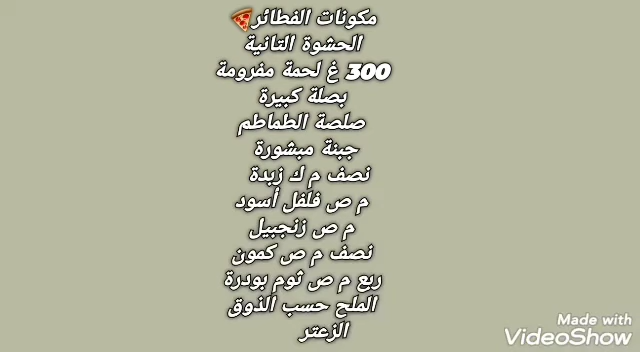 مكونات الفطائر🍕
الحشوة التانية
300 غ لحمة مفرومة
بصلة كبيرة
صلصة الطماطم
جبنة مبشورة
نصف م ك زبدة
م ص فلفل أسود
م ص زنجبيل
نصف م ص كمون
ربع م ص ثوم بودرة
الملح حسب الذوق
الزعتر
Made with
VideoShow